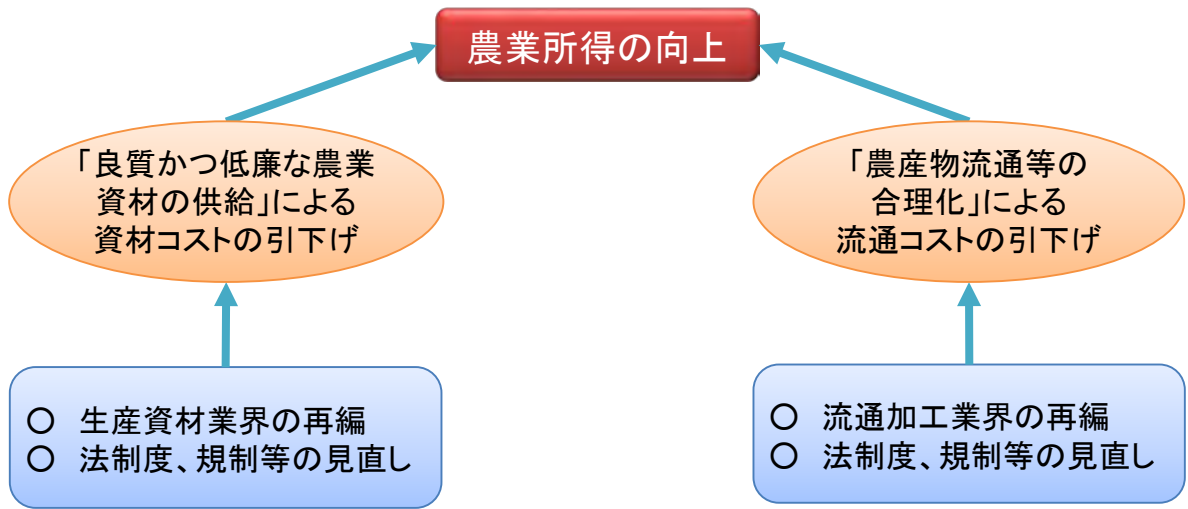 農業所得の向上
「良質かつ低廉な農業
資材の供給」による
資材コストの引下げ
「農産物流通等の
合理化」による
流通コストの引下げ
○ 生産資材業界の再編
○ 法制度、規制等の見直し
○ 流通加工業界の再編
○ 法制度、規制等の見直し